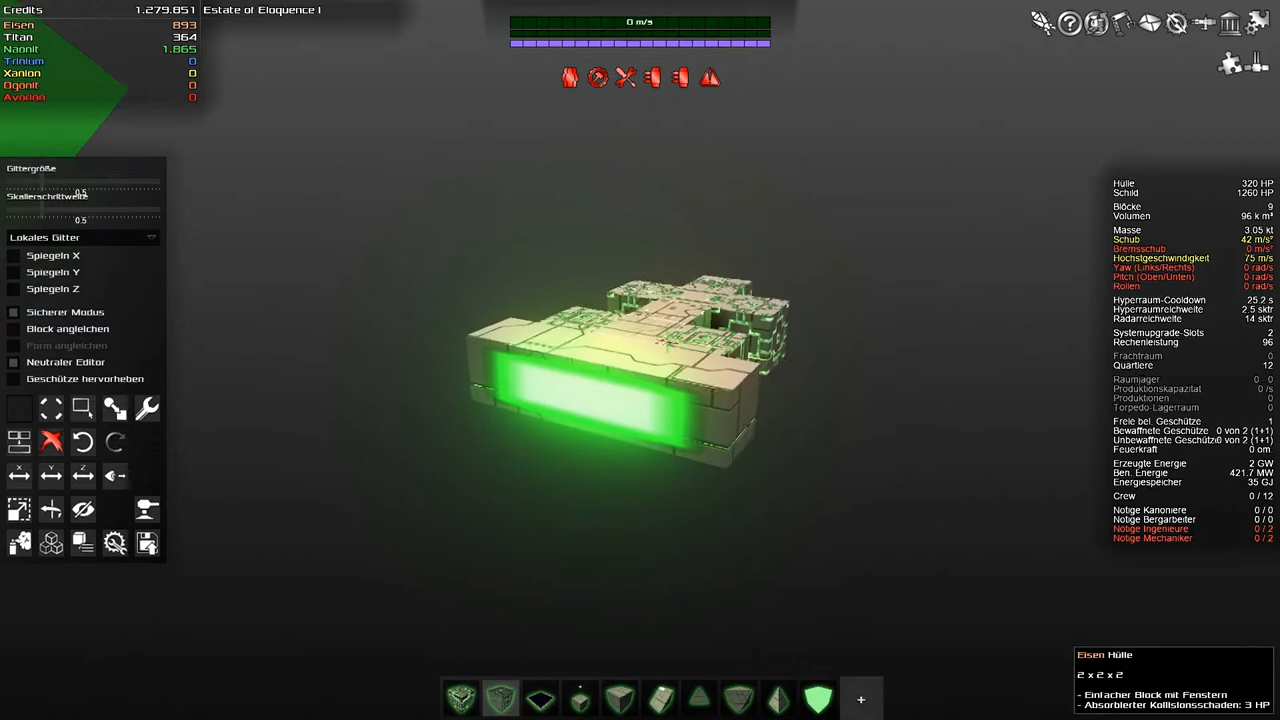 Credits 1.279.851
Estate of Eloquence I
Eisen 893
Titan 364
Naonit 1.865
Trinium 0
Xanion 0
Ogonit 0
Avorion 0
0 m/s
Gittergröße
0.5
Skalierschrittweite
0.5
Lokales Gitter
Spiegeln X
Spiegeln Y
Spiegeln Z
Sicherer Modus
Block angleichen
Form angleichen
Neutraler Editor
Geschütze hervorheben
X Y Z
Hülle 320 HP
Schild 1260 HP
Blöcke 9
Volumen 96 k m³
Masse 3.05 kt
Schub 42 m/s²
Bremsschub 0 m/s²
Höchstgeschwindigkeit 75 m/s
Yaw (Links/Rechts) 0 rad/s
Pitch (Oben/Unten) 0 rad/s
Rollen 0 rad/s
Hyperraum-Cooldown 25.2 s
Hyperraumreichweite 2.5 sktr
Radarreichweite 14 sktr
Systemupgrade-Slots 2
Rechenleistung 96
Frachtraum 0
Quartiere 12
Raumjäger 0 - 0
Produktionskapazität 0 /s
Produktionen 0
Torpedo-Lagerraum 0
Freie bel. Geschütze 1
Bewaffnete Geschütze 0 von 2 (1+1)
Unbewaffnete Geschütz 0 von 2 (1+1)
Feuerkraft 0 om.
Erzeugte Energie 2 GW
Ben. Energie 421.7 MW
Energiespeicher 35 GJ
Crew 0 / 12
Nötige Kanoniere 0 / 0
Nötige Bergarbeiter 0 / 0
Nötige Ingenieure 0 / 2
Nötige Mechaniker 0 / 2
Eisen Hülle
2 x 2 x 2
- Einfacher Block mit Fenstern
- Absorbierter Kollisionsschaden: 3 HP
+